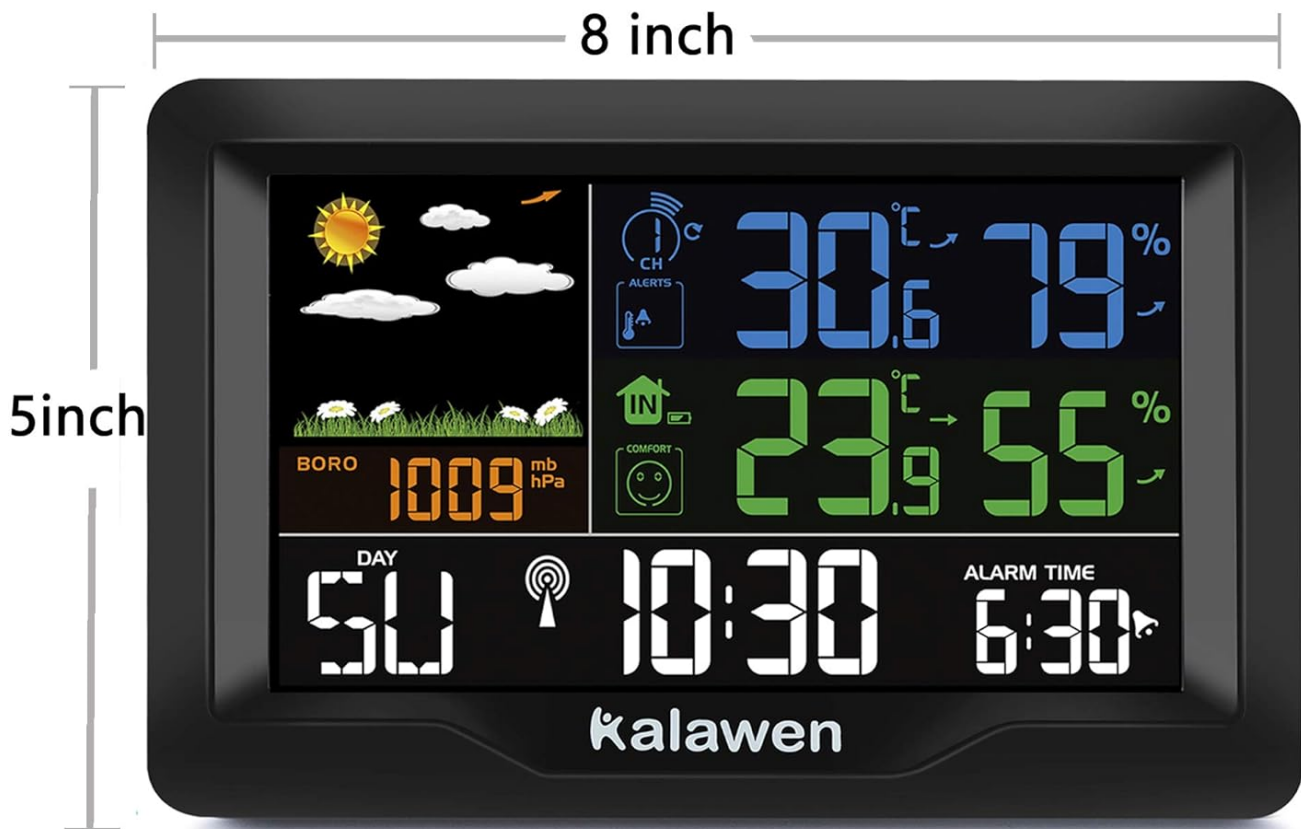 8 inch
5inch
1
CH
ALERTS
30.6 °C 79 %
IN
COMFORT
23.9 °C 55 %
BORO 1009 mb hPa
DAY
SU
10:30
ALARM TIME
6:30
Kalawen